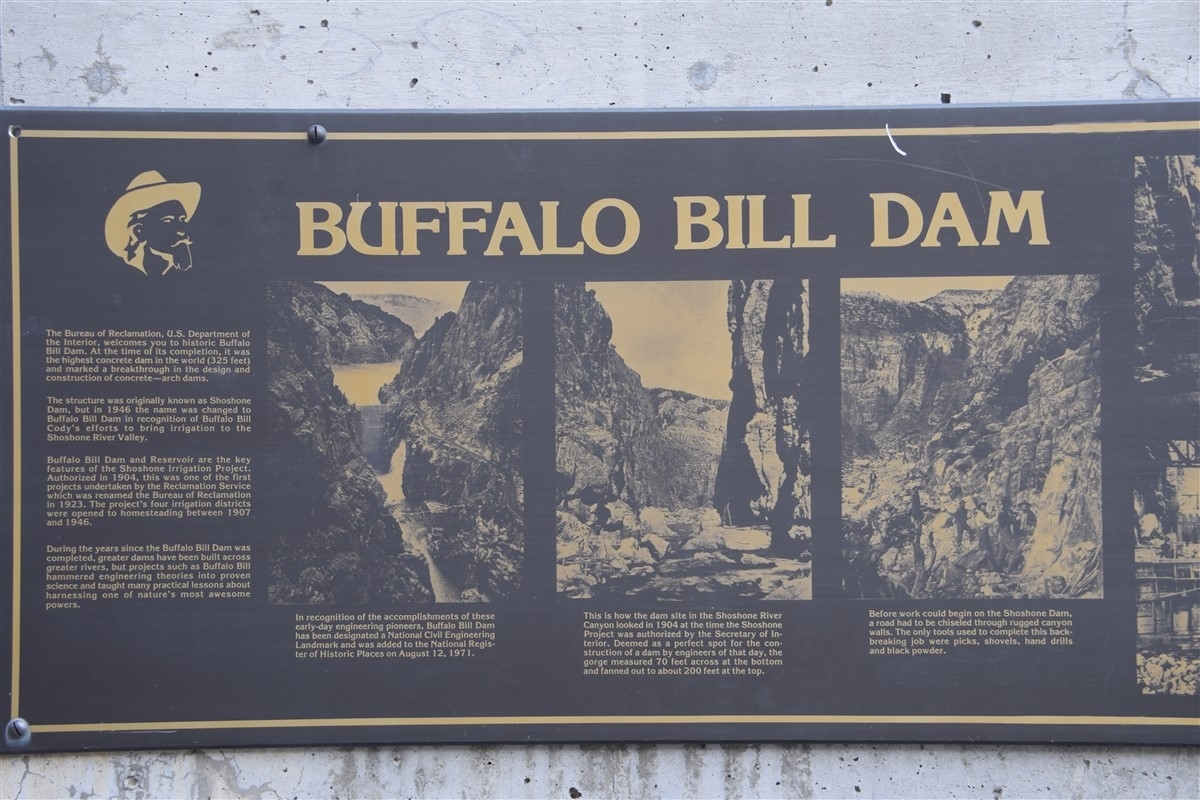 BUFFALO BILL DAM
The Bureau of Reclamation, U.S. Department of
the Interior, welcomes you to historic Buffalo
Bill Dam. At the time of its completion, it was
the highest concrete dam in the world (325 feet)
and marked a breakthrough in the design and
construction of concrete—arch dams.
The structure was originally known as Shoshone
Dam, but in 1946 the name was changed to
Buffalo Bill Dam in recognition of Buffalo Bill
Cody's efforts to bring irrigation to the
Shoshone River Valley.
Buffalo Bill Dam and Reservoir are the key
features of the Shoshone Irrigation Project.
Authorized in 1904, this was one of the first
projects undertaken by the Reclamation Service
which was renamed the Bureau of Reclamation
in 1923. The project's four irrigation districts
were opened to homesteading between 1907
and 1946.
During the years since the Buffalo Bill Dam was
completed, greater dams have been built across
greater rivers, but projects such as Buffalo Bill
hammered engineering theories into proven
science and taught many practical lessons about
harnessing one of nature's most awesome
powers.
In recognition of the accomplishments of these
early-day engineering pioneers, Buffalo Bill Dam
has been designated a National Civil Engineering
Landmark and was added to the National Regis-
ter of Historic Places on August 12, 1971.
This is how the dam site in the Shoshone River
Canyon looked in 1904 at the time the Shoshone
Project was authorized by the Secretary of In-
terior. Deemed as a perfect spot for the con-
struction of a dam by engineers of that day, the
gorge measured 70 feet across at the bottom
and fanned out to about 200 feet at the top.
Before work could begin on the Shoshone Dam,
a road had to be chiseled through rugged canyon
walls. The only tools used to complete this back-
breaking job were picks, shovels, hand drills
and black powder.